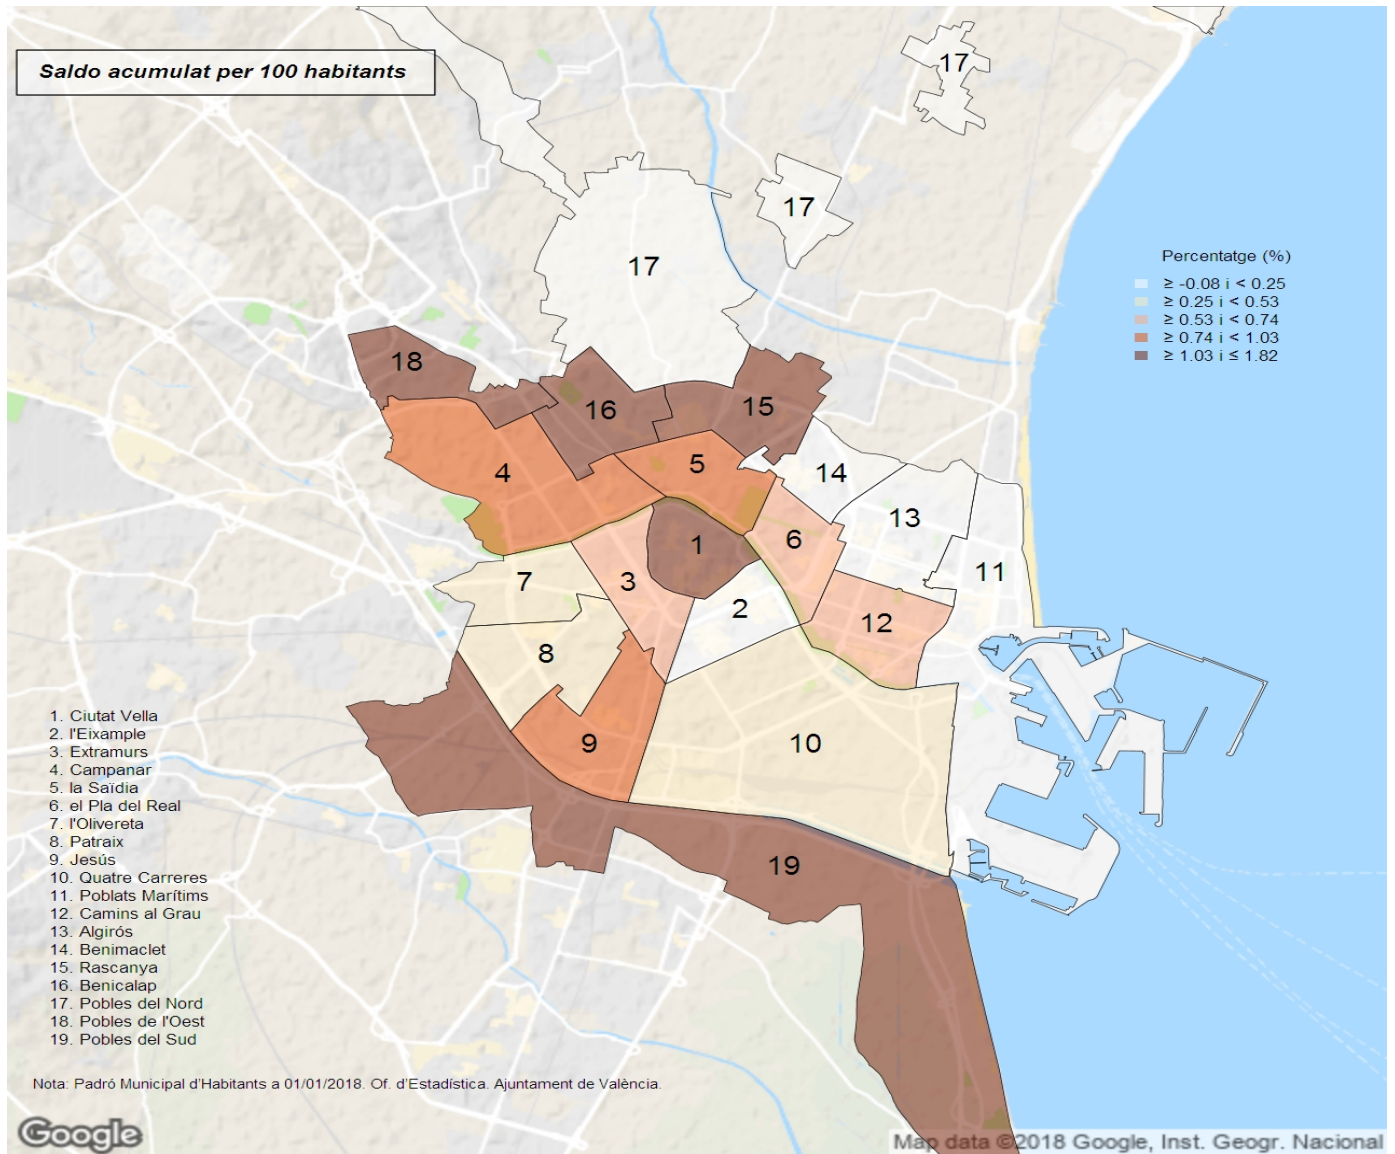 Saldo acumulat per 100 habitants
17
17
17
Percentatge (%)
≥ -0.08 i < 0.25
≥ 0.25 i < 0.53
≥ 0.53 i < 0.74
≥ 0.74 i < 1.03
≥ 1.03 i ≤ 1.82
18
16
15
4
5
14
13
6
1
11
7
3
2
12
8
9
10
19
1. Ciutat Vella
2. l'Eixample
3. Extramurs
4. Campanar
5. la Saïdia
6. el Pla del Real
7. l'Olivereta
8. Patraix
9. Jesús
10. Quatre Carreres
11. Poblats Marítims
12. Camins al Grau
13. Algirós
14. Benimaclet
15. Rascanya
16. Benicalap
17. Pobles del Nord
18. Pobles de l'Oest
19. Pobles del Sud
Nota: Padró Municipal d'Habitants a 01/01/2018. Of. d'Estadística. Ajuntament de València.
Google
Map data ©2018 Google, Inst. Geogr. Nacional